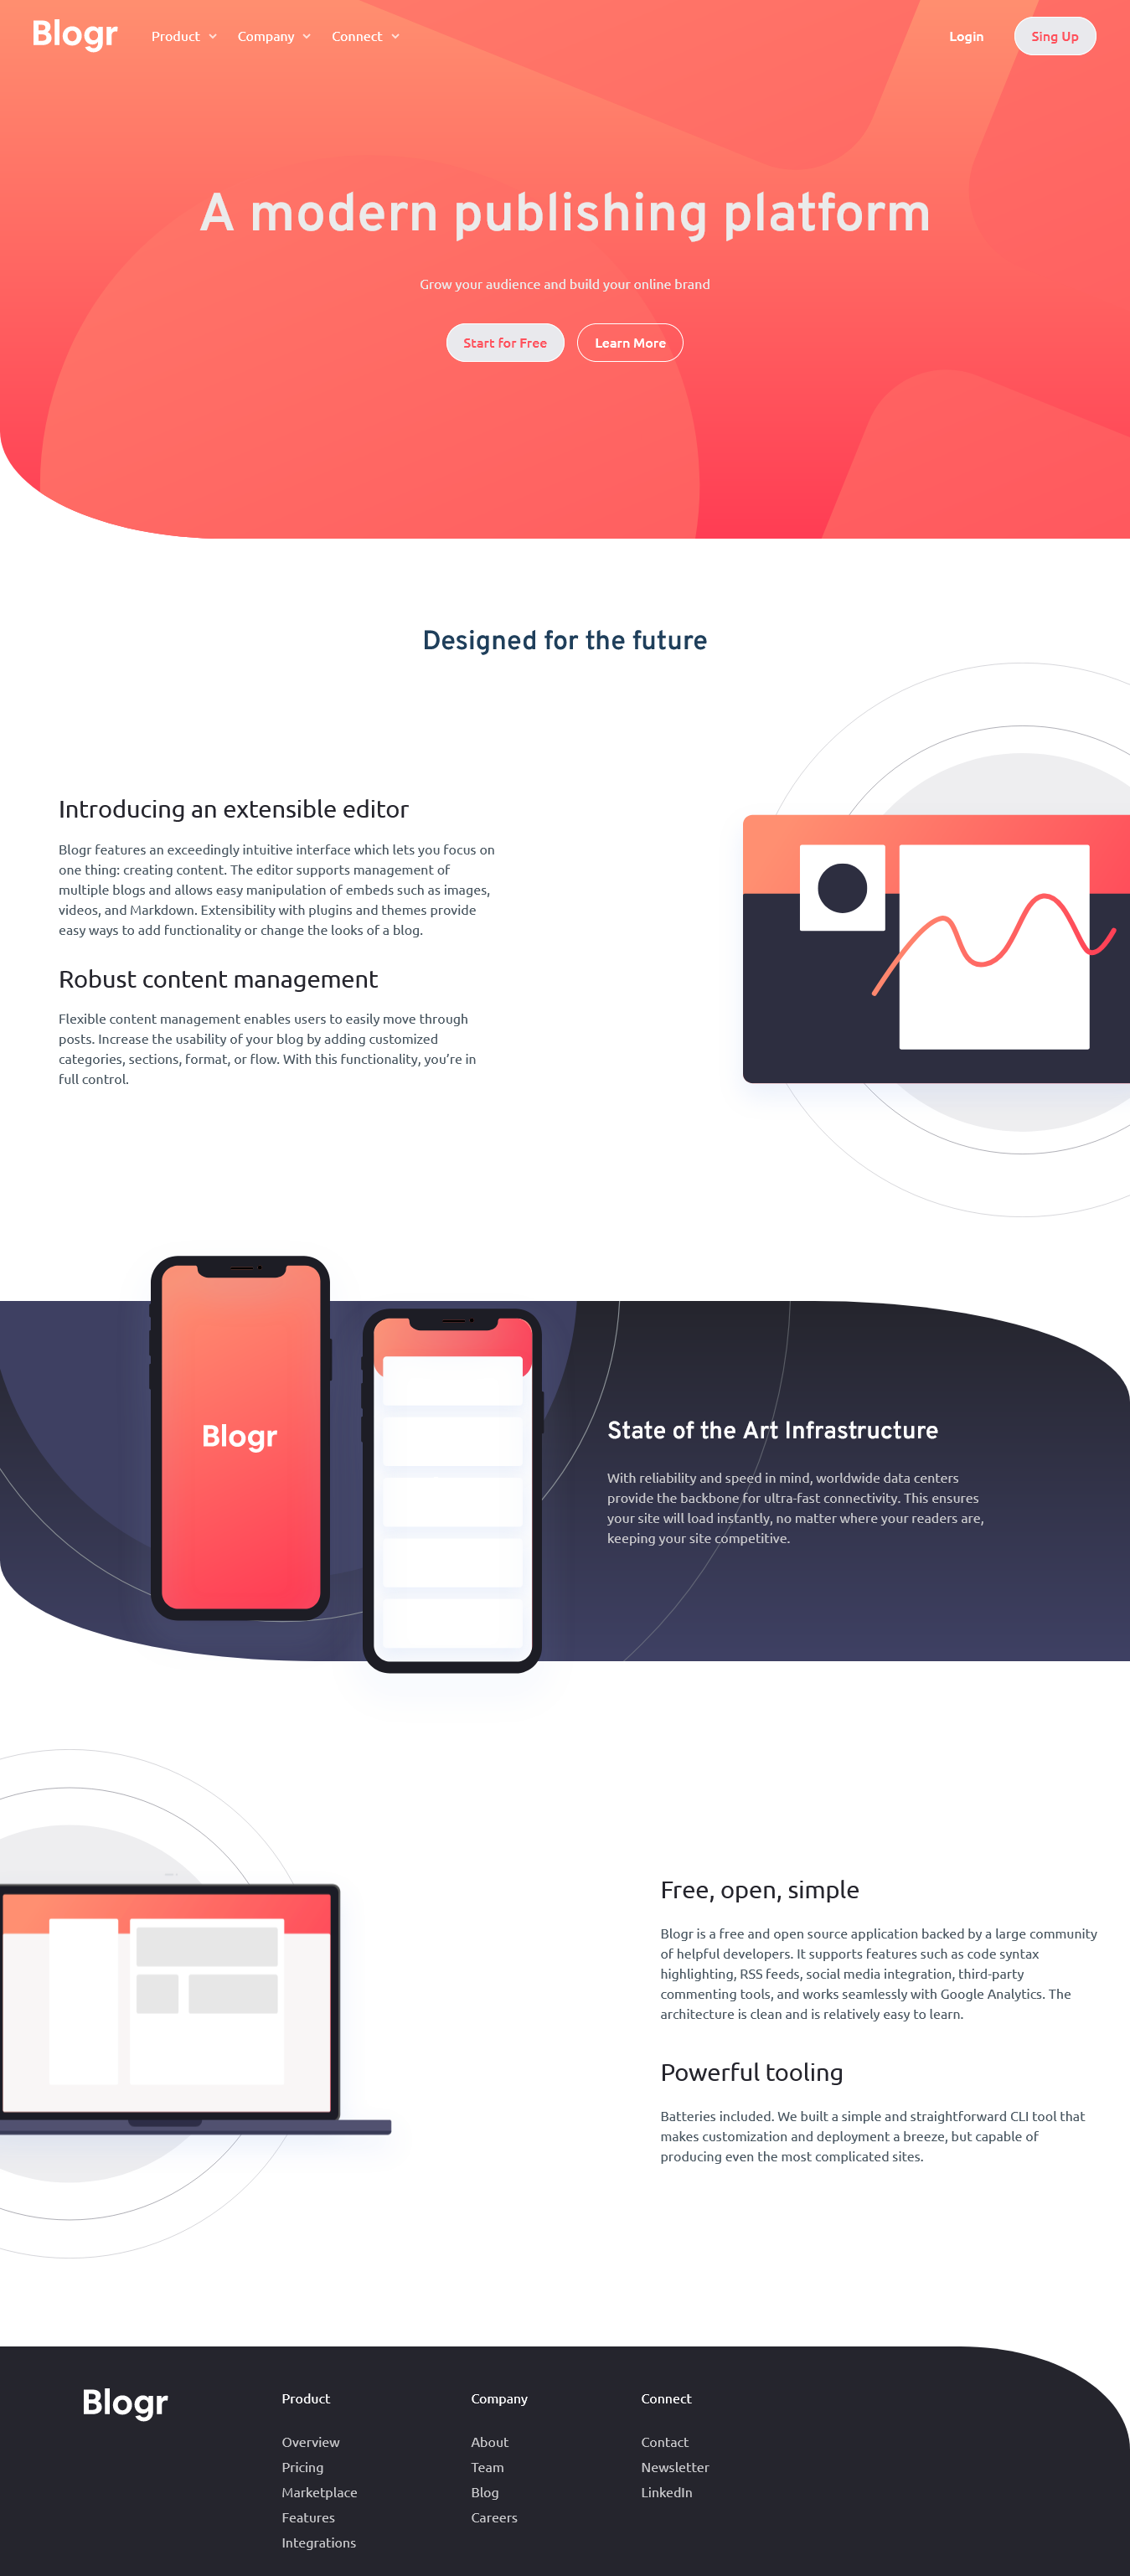 Blogr Product Company Connect Login Sing Up
A modern publishing platform
Grow your audience and build your online brand
Start for Free Learn More
Designed for the future
Introducing an extensible editor
Blogr features an exceedingly intuitive interface which lets you focus on
one thing: creating content. The editor supports management of
multiple blogs and allows easy manipulation of embeds such as images,
videos, and Markdown. Extensibility with plugins and themes provide
easy ways to add functionality or change the looks of a blog.
Robust content management
Flexible content management enables users to easily move through
posts. Increase the usability of your blog by adding customized
categories, sections, format, or flow. With this functionality, you’re in
full control.
Blogr
State of the Art Infrastructure
With reliability and speed in mind, worldwide data centers
provide the backbone for ultra-fast connectivity. This ensures
your site will load instantly, no matter where your readers are,
keeping your site competitive.
Free, open, simple
Blogr is a free and open source application backed by a large community
of helpful developers. It supports features such as code syntax
highlighting, RSS feeds, social media integration, third-party
commenting tools, and works seamlessly with Google Analytics. The
architecture is clean and is relatively easy to learn.
Powerful tooling
Batteries included. We built a simple and straightforward CLI tool that
makes customization and deployment a breeze, but capable of
producing even the most complicated sites.
Blogr
Product
Overview
Pricing
Marketplace
Features
Integrations
Company
About
Team
Blog
Careers
Connect
Contact
Newsletter
LinkedIn